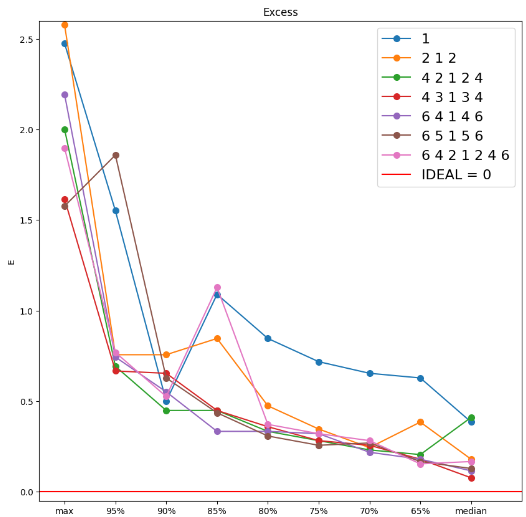 Excess
2.5
2.0
1.5
1.0
0.5
0.0
E
1
2 1 2
4 2 1 2 4
4 3 1 3 4
6 4 1 4 6
6 5 1 5 6
6 4 2 1 2 4 6
IDEAL = 0
max 95% 90% 85% 80% 75% 70% 65% median